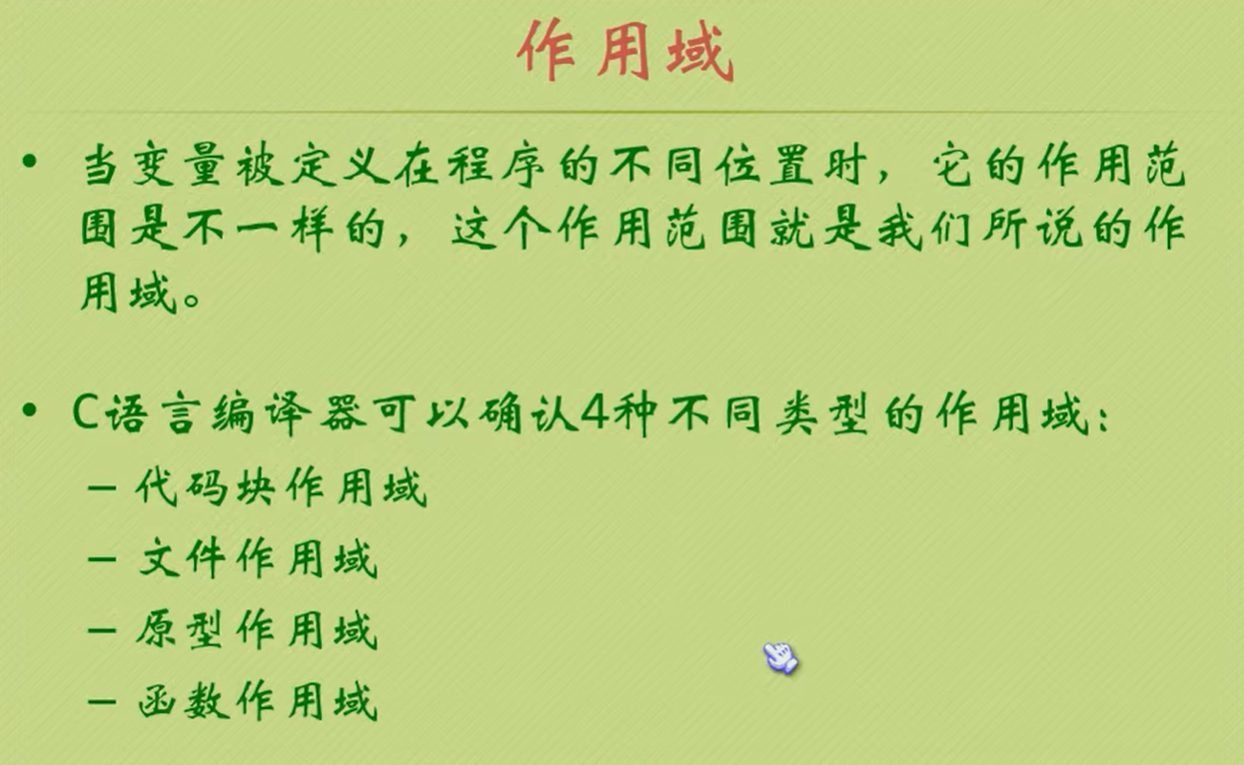 作用域
• 当变量被定义在程序的不同位置时，它的作用范
围是不一样的，这个作用范围就是我们所说的作
用域。
• C语言编译器可以确认4种不同类型的作用域：
– 代码块作用域
– 文件作用域
– 原型作用域
– 函数作用域